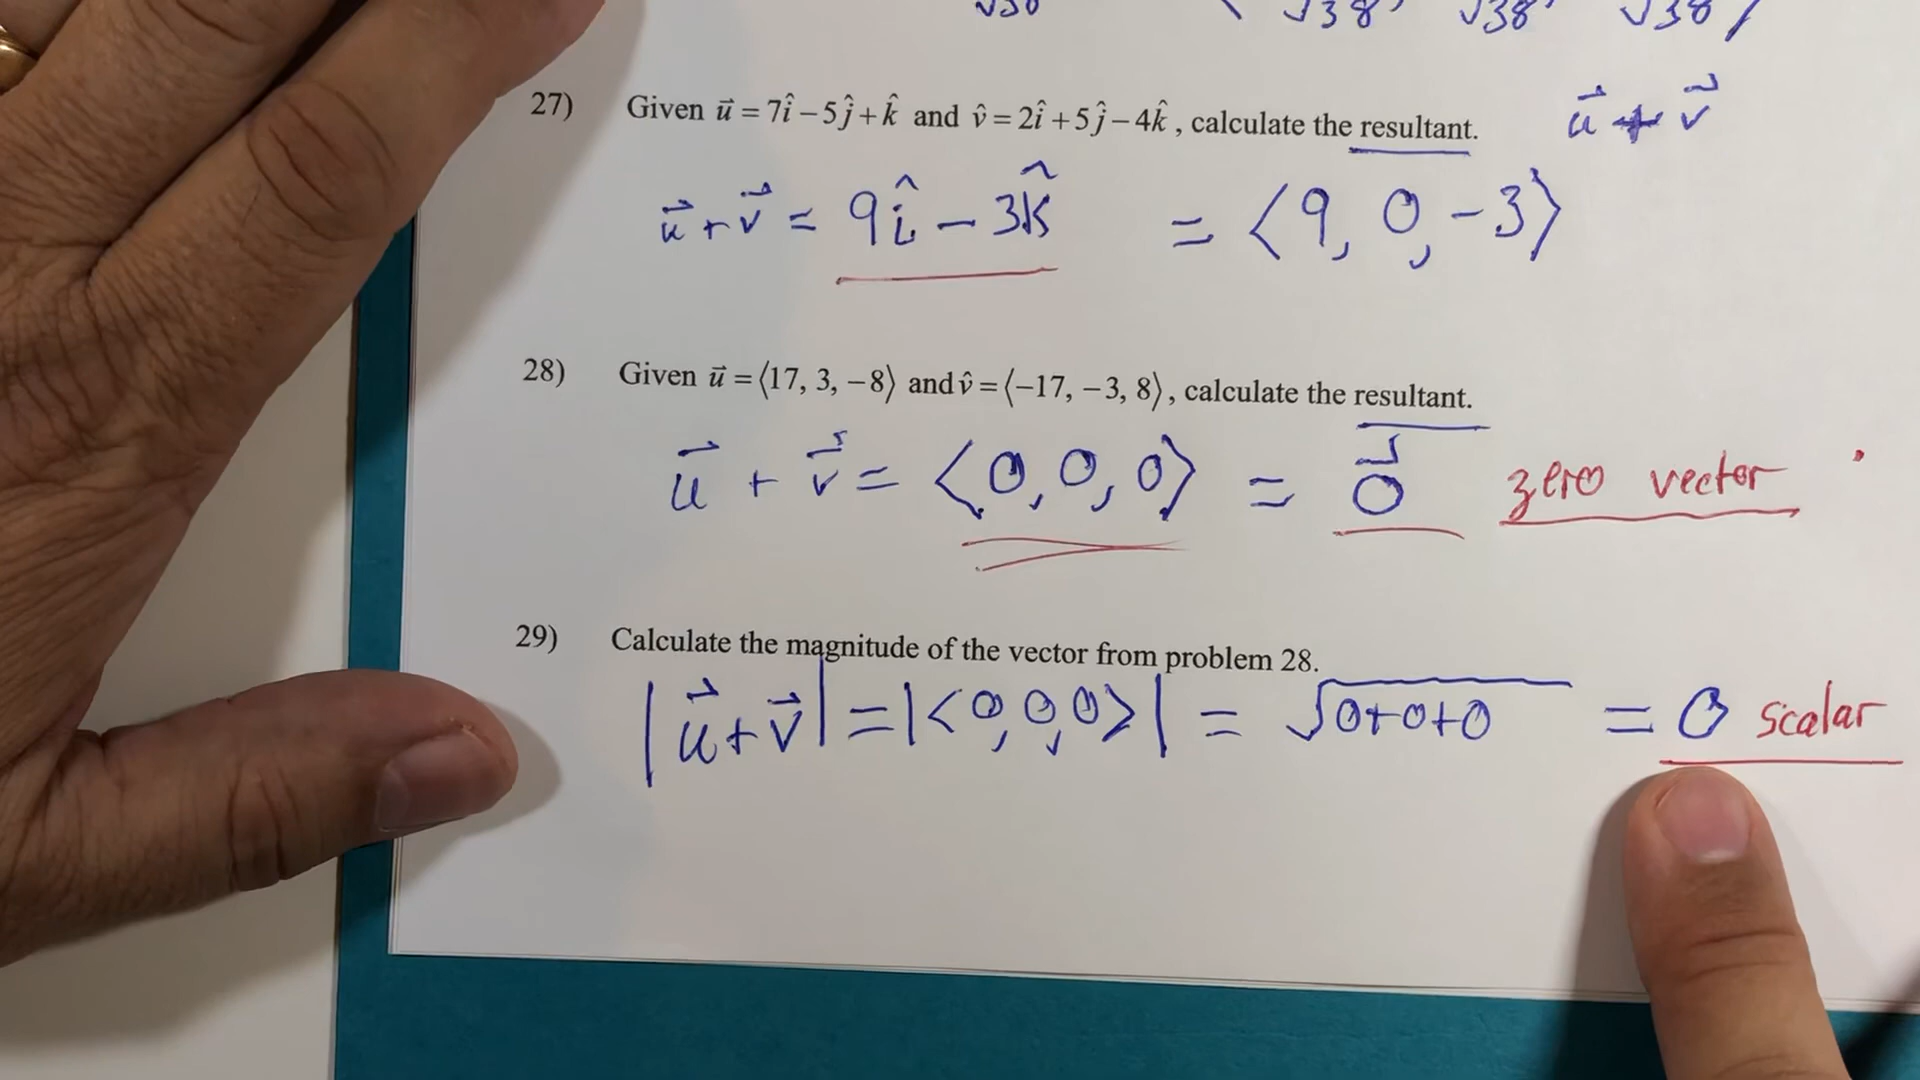 √38 √38 √38
27) Given u⃗ = 7î − 5ĵ + k̂ and v̂ = 2î + 5ĵ − 4k̂ , calculate the resultant. u⃗ + v⃗
u⃗ + v⃗ = 9î − 3k̂ = ⟨9, 0, −3⟩
28) Given u⃗ = ⟨17, 3, −8⟩ and v̂ = ⟨−17, −3, 8⟩ , calculate the resultant.
u⃗ + v⃗ = ⟨0, 0, 0⟩ = 0⃗ zero vector
29) Calculate the magnitude of the vector from problem 28.
|u⃗ + v⃗| = |<0, 0, 0>| = √0+0+0 = 0 scalar